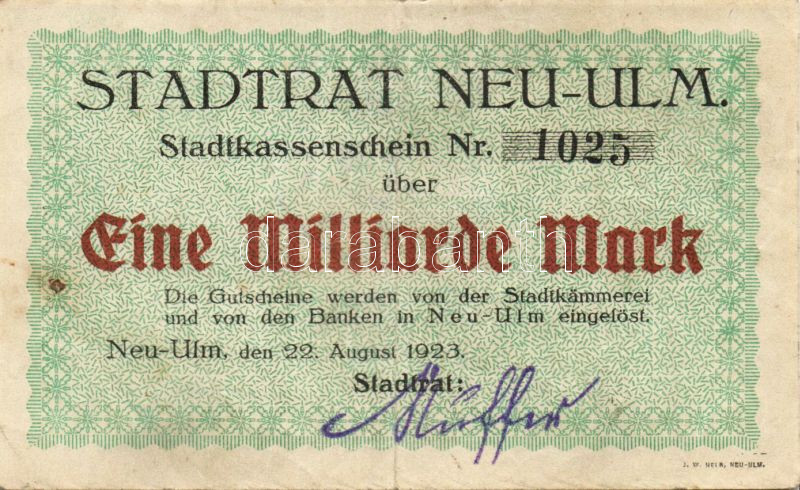 STADTRAT NEU-ULM.
Stadtkassenschein Nr. 1025
über
Eine Milliarde Mark
darabanth
Die Gutscheine werden von der Stadtkämmerei
und von den Banken in Neu-Ulm eingelöst.
Neu-Ulm, den 22. August 1923.
Stadtrat: